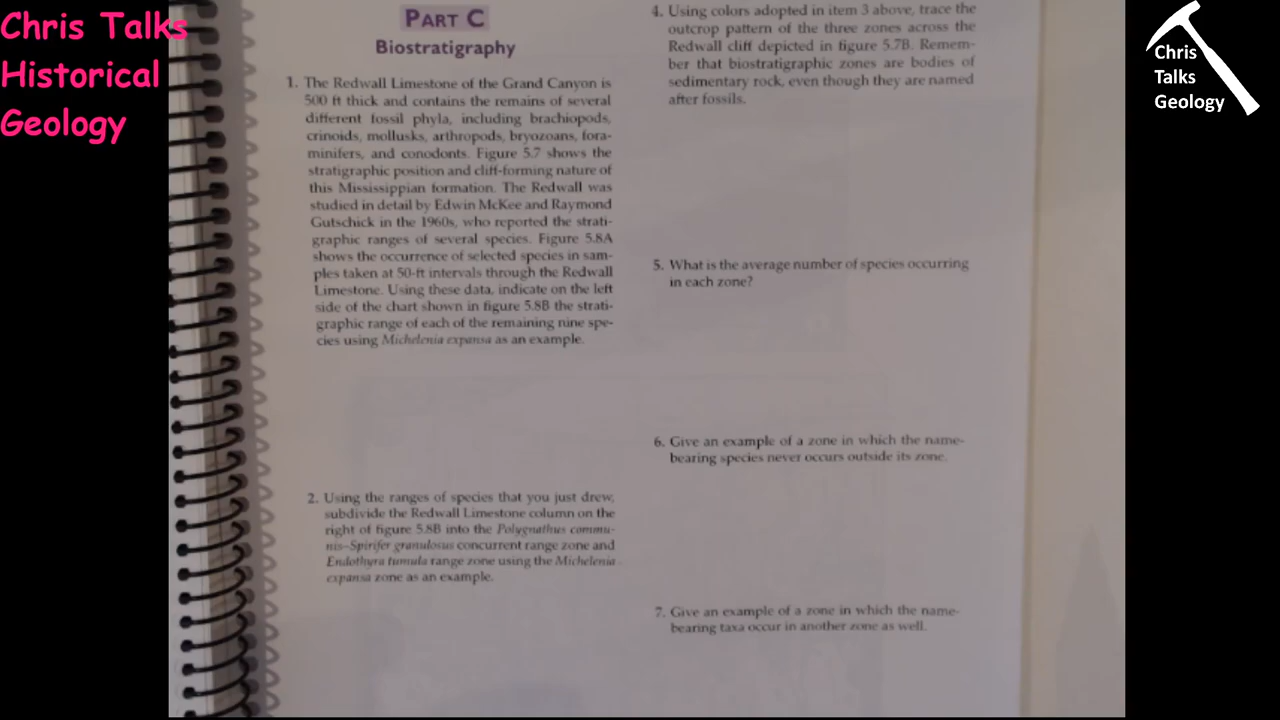 Chris Talks
Historical
Geology
PART C
Biostratigraphy
1. The Redwall Limestone of the Grand Canyon is
500 ft thick and contains the remains of several
different fossil phyla, including brachiopods,
crinoids, mollusks, arthropods, bryozoans, fora-
minifers, and conodonts. Figure 5.7 shows the
stratigraphic position and cliff-forming nature of
this Mississippian formation. The Redwall was
studied in detail by Edwin McKee and Raymond
Gutschick in the 1960s, who reported the strati-
graphic ranges of several species. Figure 5.8A
shows the occurrence of selected species in sam-
ples taken at 50-ft intervals through the Redwall
Limestone. Using these data, indicate on the left
side of the chart shown in figure 5.8B the strati-
graphic range of each of the remaining nine spe-
cies using Michelenia expansa as an example.
2. Using the ranges of species that you just drew,
subdivide the Redwall Limestone column on the
right of figure 5.8B into the Polygnathus commu-
nis–Spirifer granulosus concurrent range zone and
Endothyra tumula range zone using the Michelenia
expansa zone as an example.
4. Using colors adopted in item 3 above, trace the
outcrop pattern of the three zones across the
Redwall cliff depicted in figure 5.7B. Remem-
ber that biostratigraphic zones are bodies of
sedimentary rock, even though they are named
after fossils.
5. What is the average number of species occurring
in each zone?
6. Give an example of a zone in which the name-
bearing species never occurs outside its zone.
7. Give an example of a zone in which the name-
bearing taxa occur in another zone as well.
Chris
Talks
Geology